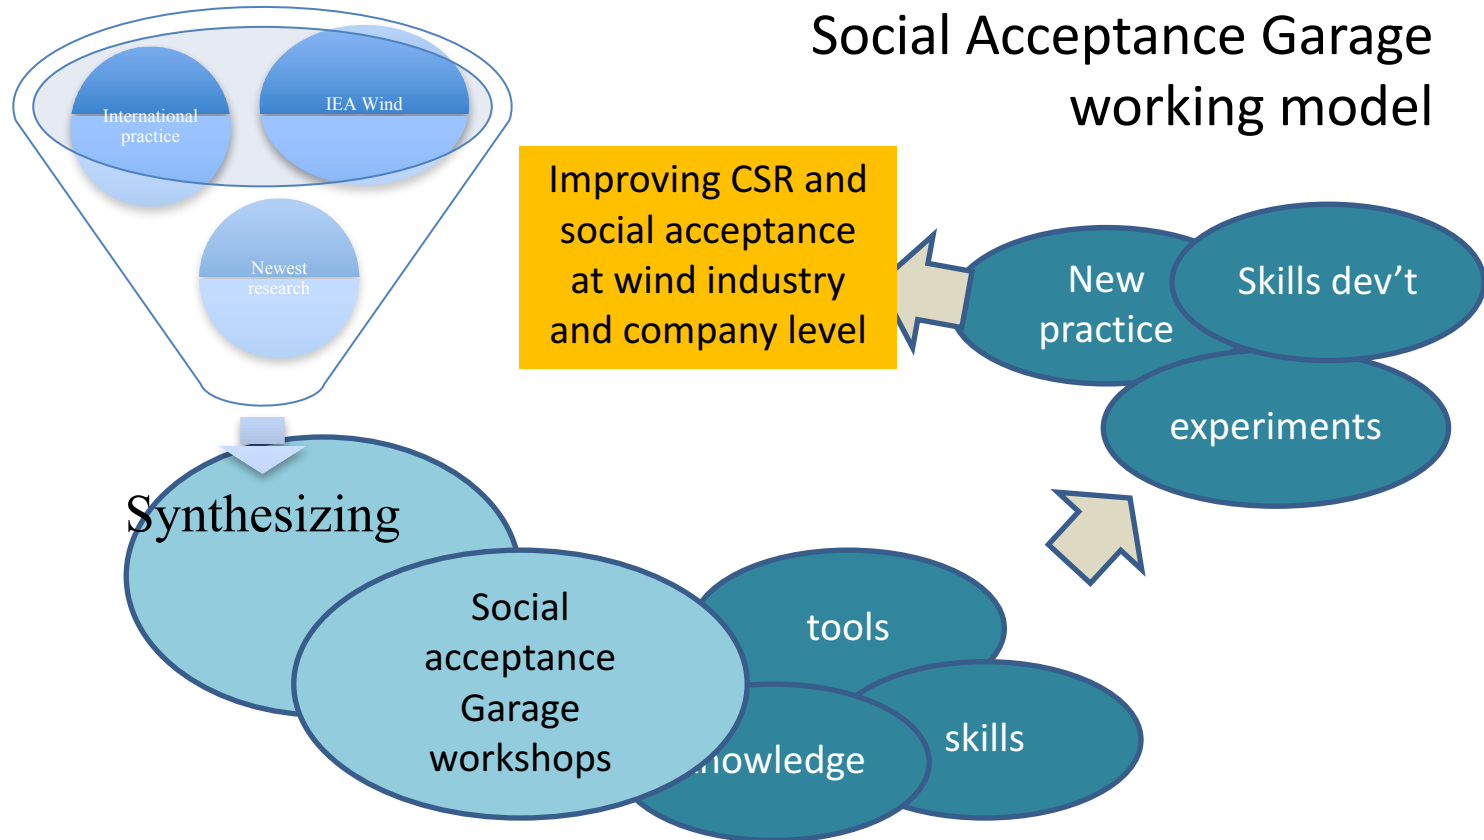 Social Acceptance Garage
working model
International
practice
IEA Wind
Newest
research
Improving CSR and
social acceptance
at wind industry
and company level
New
practice
Skills dev't
experiments
Synthesizing
Social
acceptance
Garage
workshops
tools
skills
nowledge